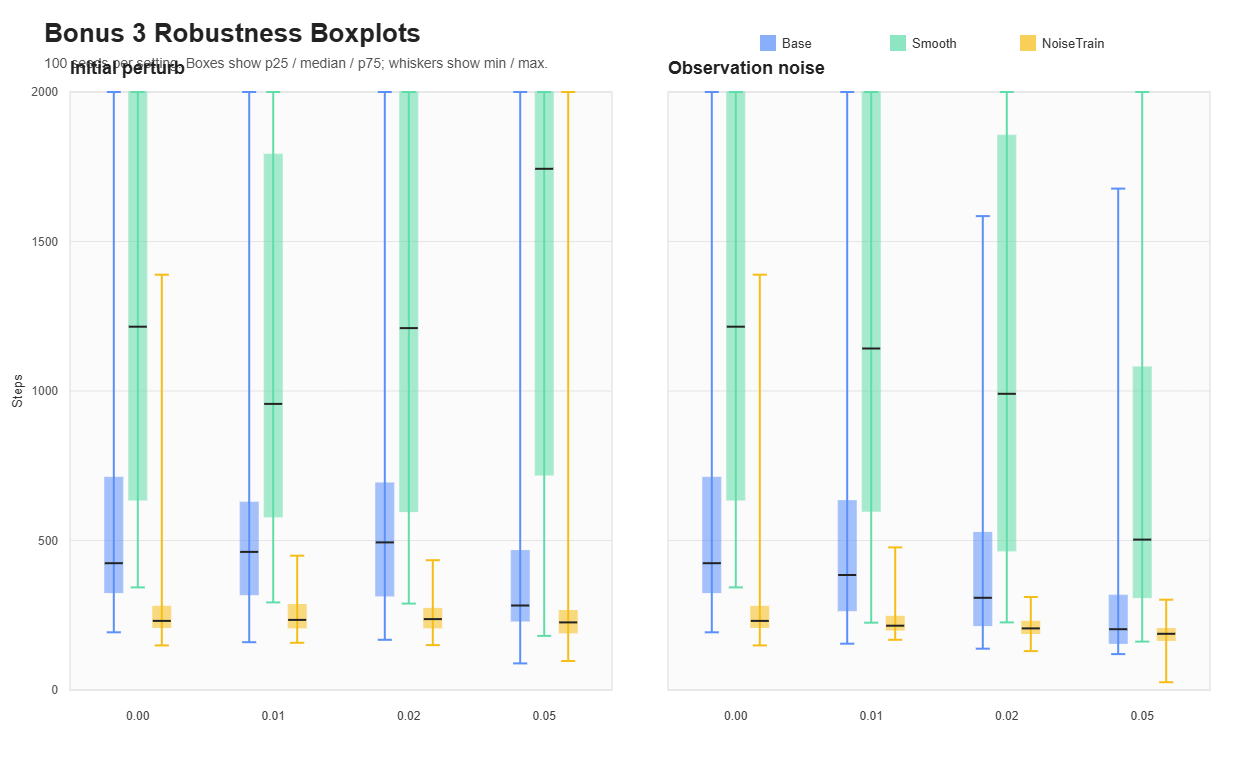 Bonus 3 Robustness Boxplots
100 seeds per setting. Boxes show p25 / median / p75; whiskers show min / max.
Base
Smooth
NoiseTrain
Initial perturb
Observation noise
Steps
2000
1500
1000
500
0
0.00
0.01
0.02
0.05
0.00
0.01
0.02
0.05